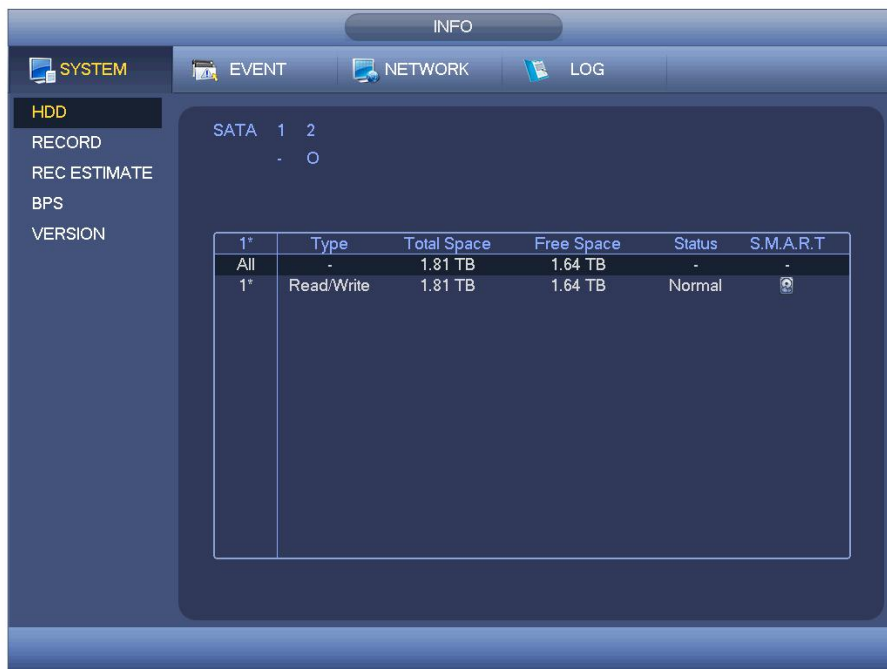 INFO
SYSTEM EVENT NETWORK LOG
HDD
RECORD
REC ESTIMATE
BPS
VERSION
SATA 1 2
- O
1* Type Total Space Free Space Status S.M.A.R.T
All - 1.81 TB 1.64 TB - -
1* Read/Write 1.81 TB 1.64 TB Normal